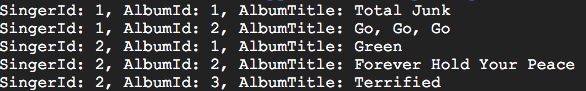 SingerId: 1, AlbumId: 1, AlbumTitle: Total Junk
SingerId: 1, AlbumId: 2, AlbumTitle: Go, Go, Go
SingerId: 2, AlbumId: 1, AlbumTitle: Green
SingerId: 2, AlbumId: 2, AlbumTitle: Forever Hold Your Peace
SingerId: 2, AlbumId: 3, AlbumTitle: Terrified